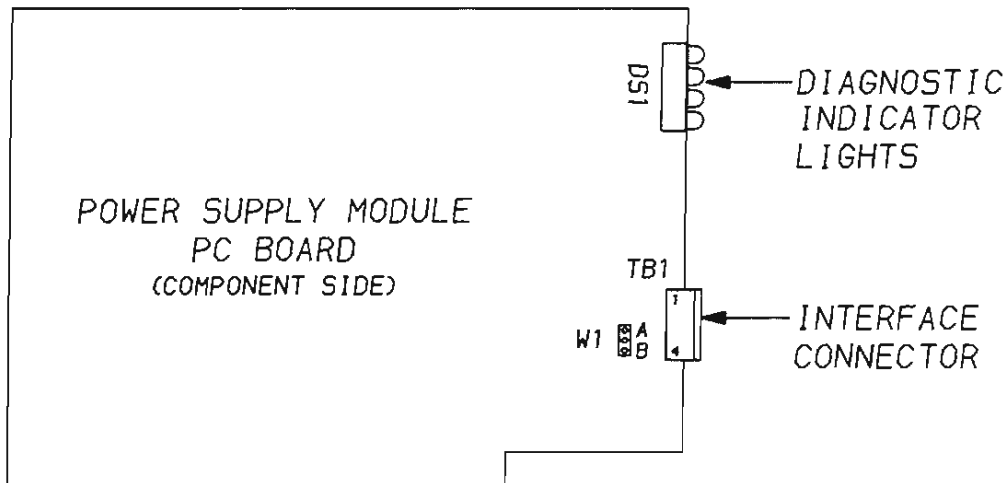 DS1
DIAGNOSTIC
INDICATOR
LIGHTS
POWER SUPPLY MODULE
PC BOARD
(COMPONENT SIDE)
TB1
1
4
W1
A
B
INTERFACE
CONNECTOR